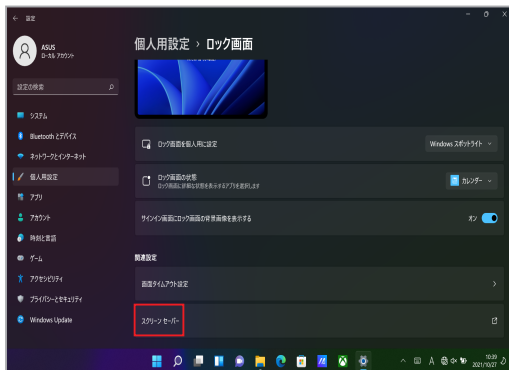 設定
ASUS
ローカル アカウント
設定の検索
システム
Bluetooth とデバイス
ネットワークとインターネット
個人用設定
アプリ
アカウント
時刻と言語
ゲーム
アクセシビリティ
プライバシーとセキュリティ
Windows Update
個人用設定 › ロック画面
ロック画面を個人用に設定
Windows スポットライト
ロック画面の状態
ロック画面に詳細な状態を表示するアプリを選択します
カレンダー
サインイン画面にロック画面の背景画像を表示する
オン
関連設定
画面タイムアウト設定
スクリーン セーバー
A
10:39
2021/10/27